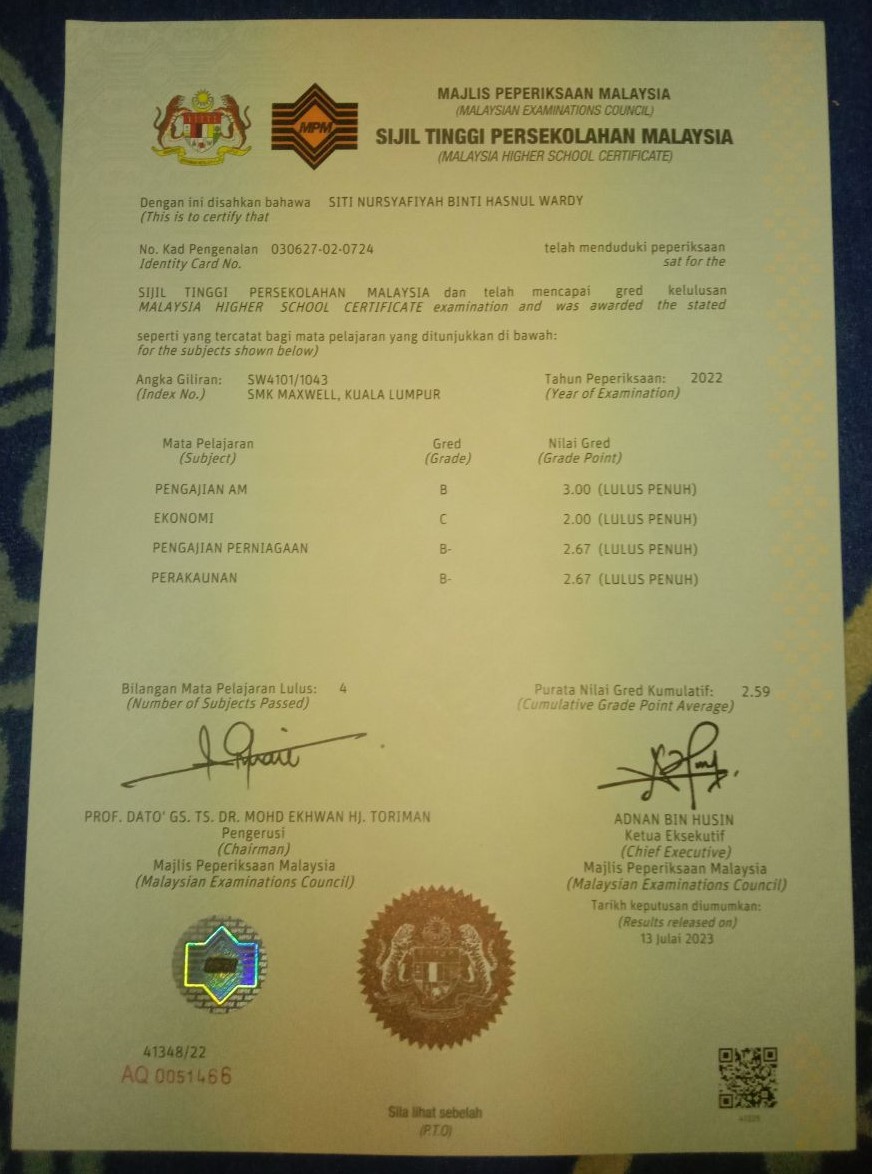 MAJLIS PEPERIKSAAN MALAYSIA
(MALAYSIAN EXAMINATIONS COUNCIL)
SIJIL TINGGI PERSEKOLAHAN MALAYSIA
(MALAYSIA HIGHER SCHOOL CERTIFICATE)
MPM
Dengan ini disahkan bahawa SITI NURSYAFIYAH BINTI HASNUL WARDY
(This is to certify that
No. Kad Pengenalan 030627-02-0724 telah menduduki peperiksaan
Identity Card No. sat for the
SIJIL TINGGI PERSEKOLAHAN MALAYSIA dan telah mencapai gred kelulusan
MALAYSIA HIGHER SCHOOL CERTIFICATE examination and was awarded the stated
seperti yang tercatat bagi mata pelajaran yang ditunjukkan di bawah:
for the subjects shown below)
Angka Giliran: SW4101/1043 Tahun Peperiksaan: 2022
(Index No.) SMK MAXWELL, KUALA LUMPUR (Year of Examination)
Mata Pelajaran Gred Nilai Gred
(Subject) (Grade) (Grade Point)
PENGAJIAN AM B 3.00 (LULUS PENUH)
EKONOMI C 2.00 (LULUS PENUH)
PENGAJIAN PERNIAGAAN B- 2.67 (LULUS PENUH)
PERAKAUNAN B- 2.67 (LULUS PENUH)
Bilangan Mata Pelajaran Lulus: 4 Purata Nilai Gred Kumulatif: 2.59
(Number of Subjects Passed) (Cumulative Grade Point Average)
PROF. DATO' GS. TS. DR. MOHD EKHWAN HJ. TORIMAN
Pengerusi
(Chairman)
Majlis Peperiksaan Malaysia
(Malaysian Examinations Council)
ADNAN BIN HUSIN
Ketua Eksekutif
(Chief Executive)
Majlis Peperiksaan Malaysia
(Malaysian Examinations Council)
Tarikh keputusan diumumkan:
(Results released on)
13 Julai 2023
41348/22
AQ 0051466
Sila lihat sebelah
(P.T.O)